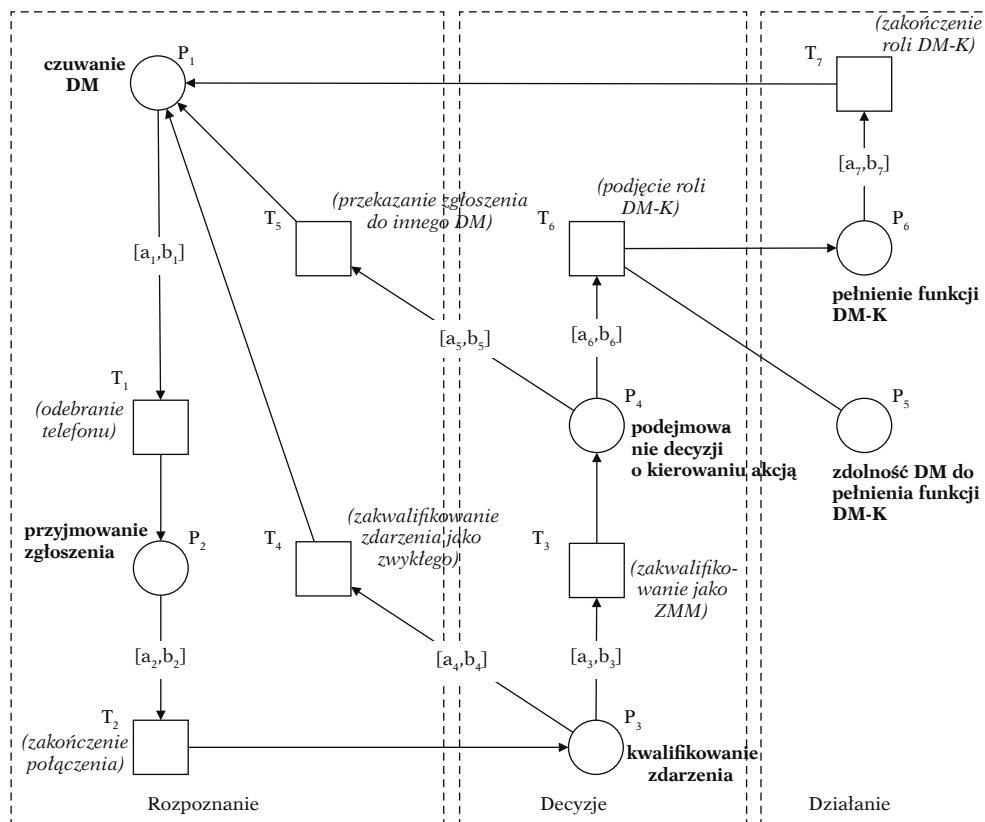 (zakończenie
roli DM-K)
T₇
P₁
czuwanie
DM
[a₇,b₇]
(przekazanie zgłoszenia
do innego DM)
T₅
(podjęcie roli
DM-K)
T₆
P₆
[a₁,b₁]
pełnienie funkcji
DM-K
[a₅,b₅]
[a₆,b₆]
T₁
(odebranie
telefonu)
P₄
podejmowa
nie decyzji
o kierowaniu akcją
P₅
zdolność DM do
pełnienia funkcji
DM-K
przyjmowanie
zgłoszenia
P₂
T₄
(zakwalifikowanie
zdarzenia jako
zwykłego)
T₃
(zakwalifiko-
wanie jako
ZMM)
[a₂,b₂]
[a₄,b₄]
[a₃,b₃]
T₂
(zakończenie
połączenia)
P₃
kwalifikowanie
zdarzenia
Rozpoznanie
Decyzje
Działanie